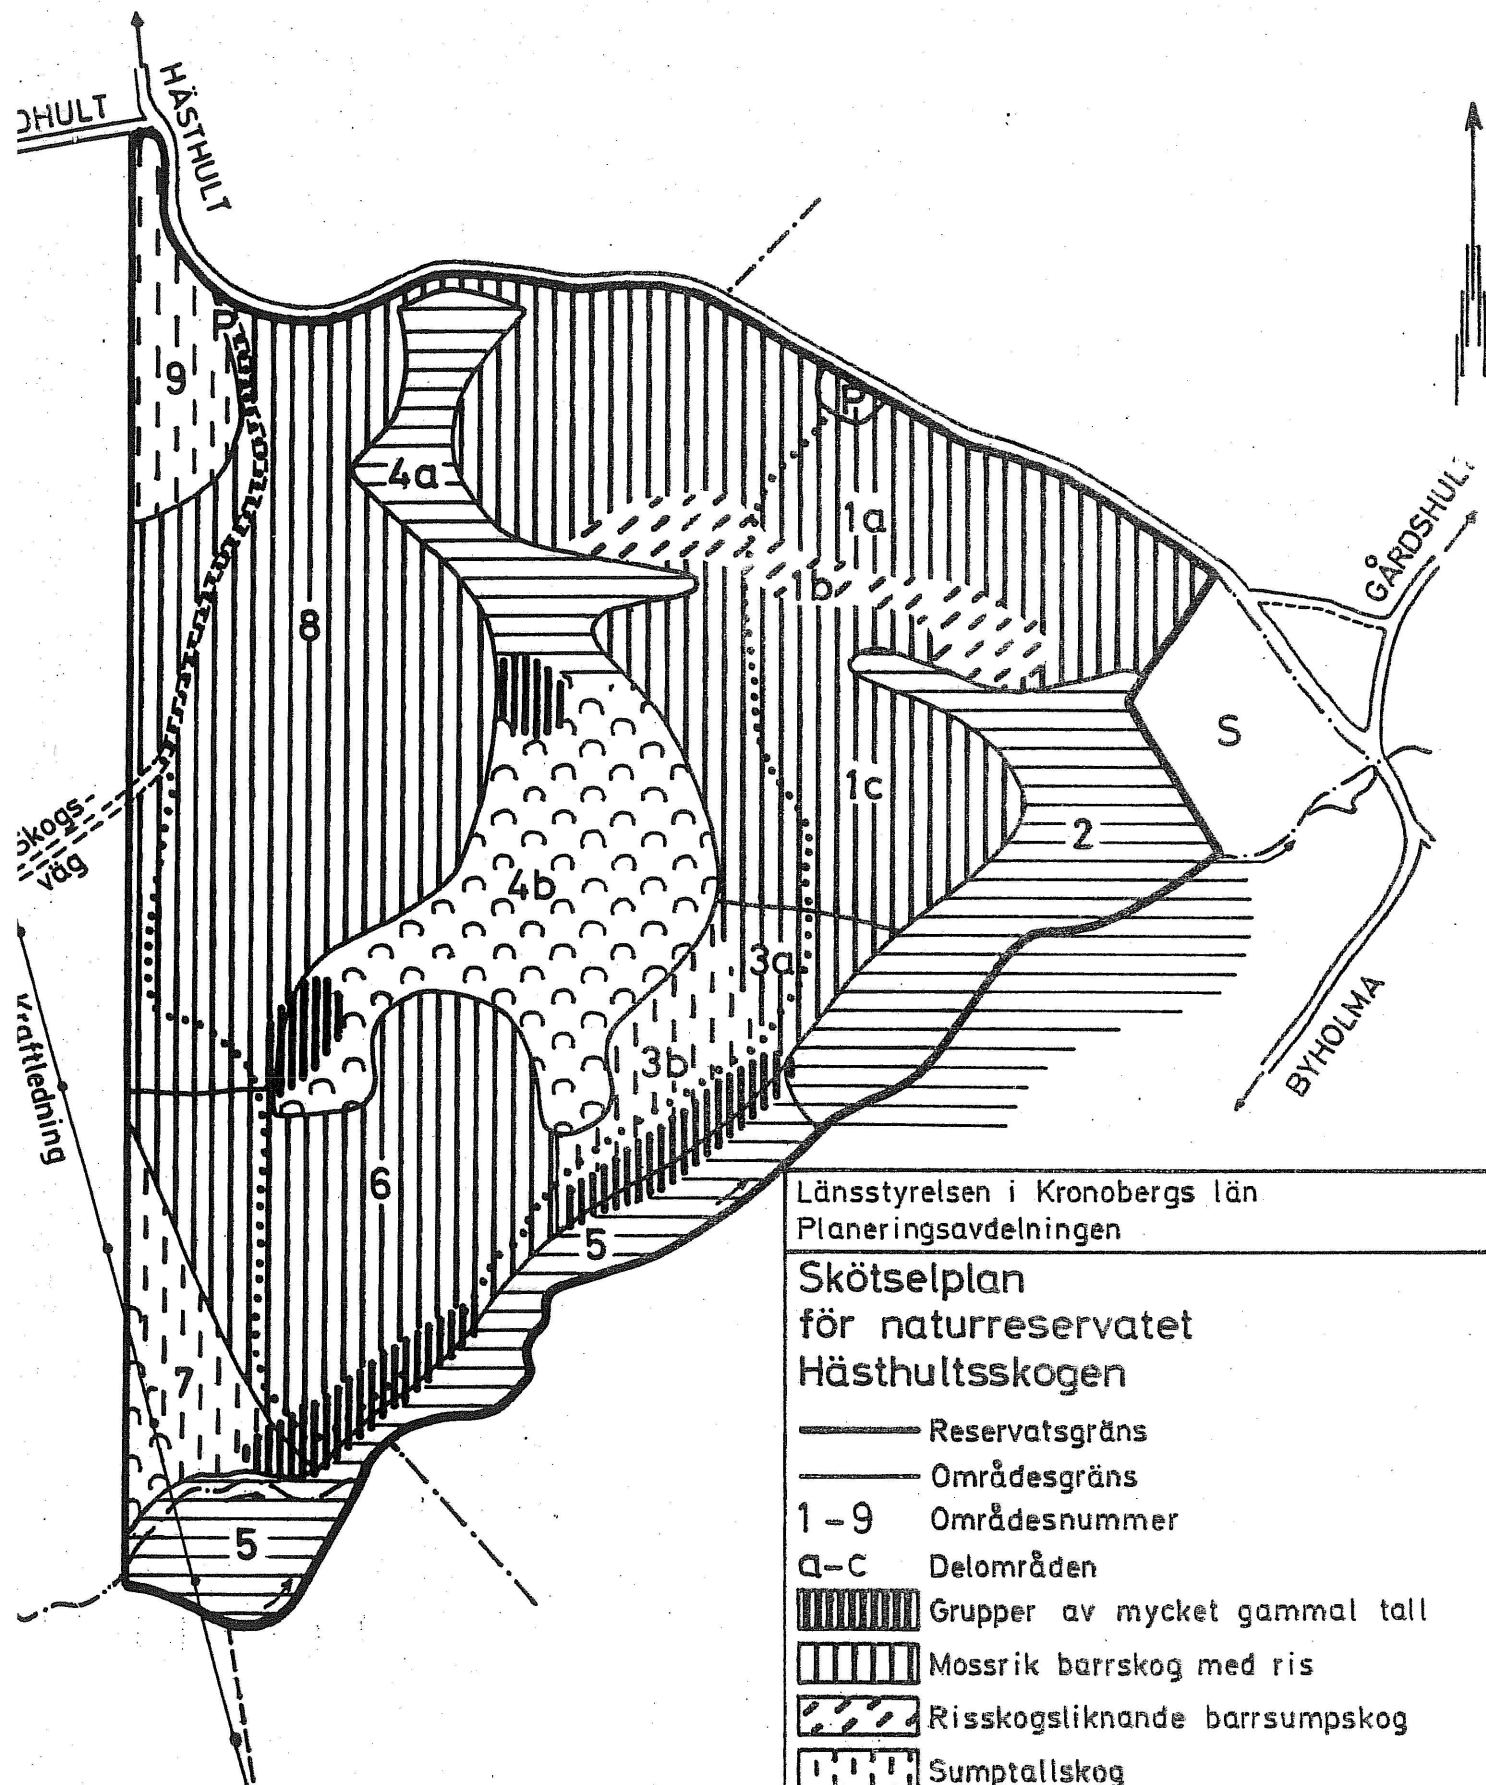 HÄSTHULT
P
9
4a
P
1a
GÅRDSHULT
1b
8
S
1c
2
väg
4b
3a
Kraftledning
3b
BYHOLMA
6
5
7
5
Länsstyrelsen i Kronobergs län
Planeringsavdelningen
Skötselplan
för naturreservatet
Hästhultsskogen
Reservatsgräns
Områdesgräns
1-9 Områdesnummer
a-c Delområden
Grupper av mycket gammal tall
Mossrik barrskog med ris
Risskogsliknande barrsumpskog
Sumptallskog